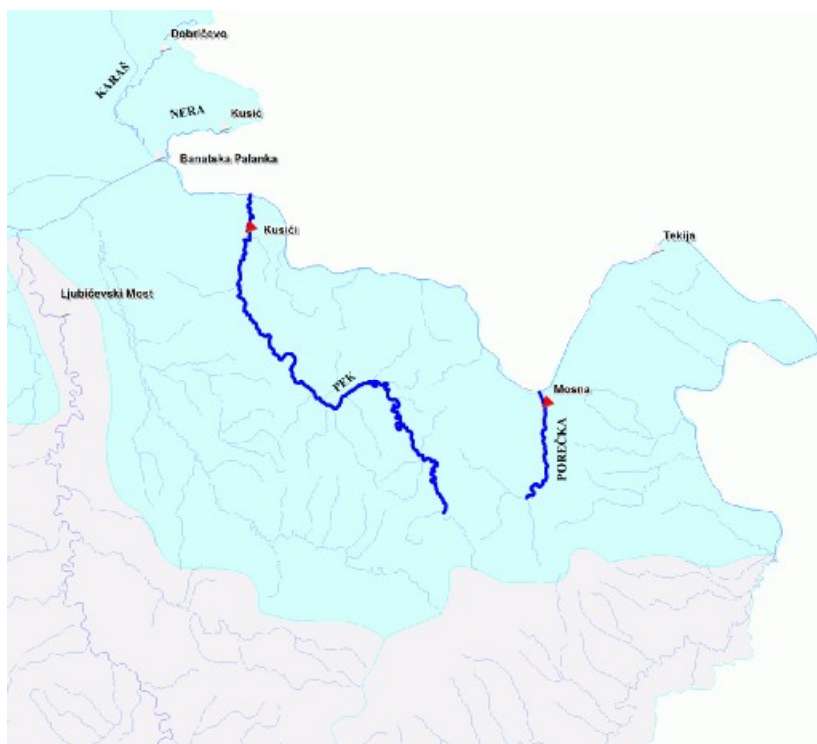 Dobričevo
KARAŠ
NERA
Kusić
Banatska Palanka
Kusići
Tekija
Ljubičevski Most
PEK
Mosna
POREČKA